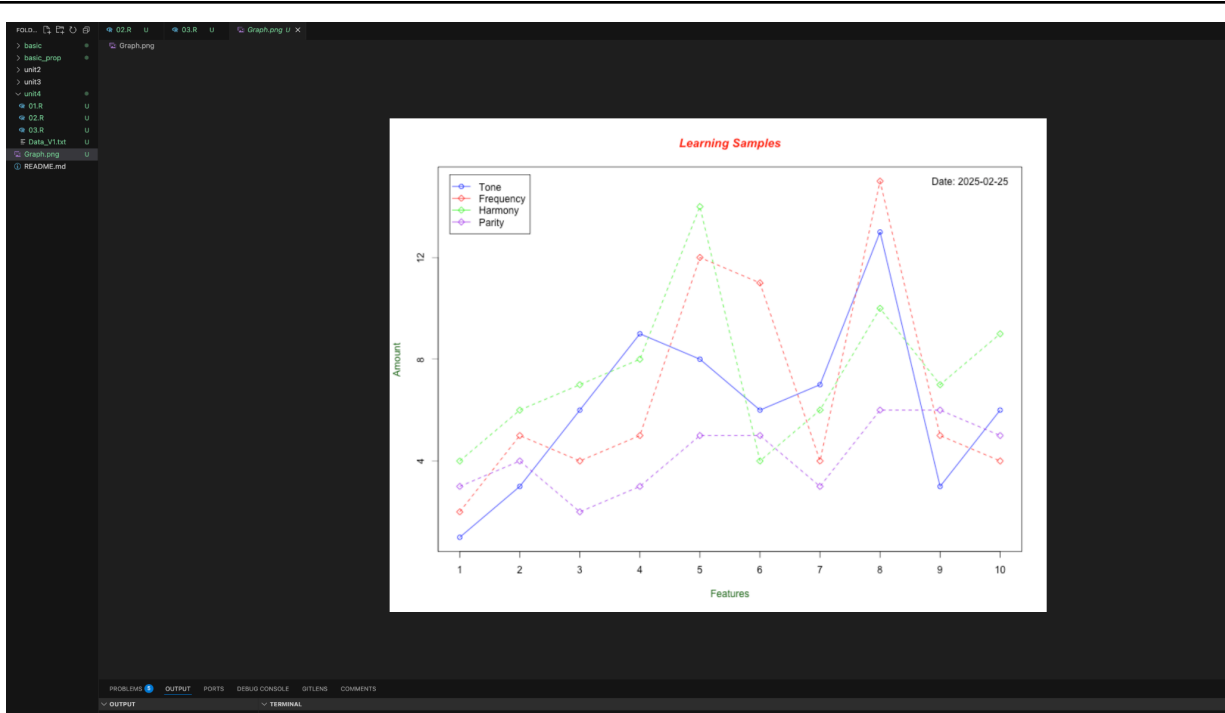 FOLD...
02.R U
03.R U
Graph.png U
basic
basic_prop
unit2
unit3
unit4
01.R U
02.R U
03.R U
Data_V1.txt U
Graph.png U
README.md
Graph.png
Learning Samples
Tone
Frequency
Harmony
Parity
Date: 2025-02-25
12
8
4
Amount
1 2 3 4 5 6 7 8 9 10
Features
PROBLEMS 5 OUTPUT PORTS DEBUG CONSOLE GITLENS COMMENTS
OUTPUT
TERMINAL